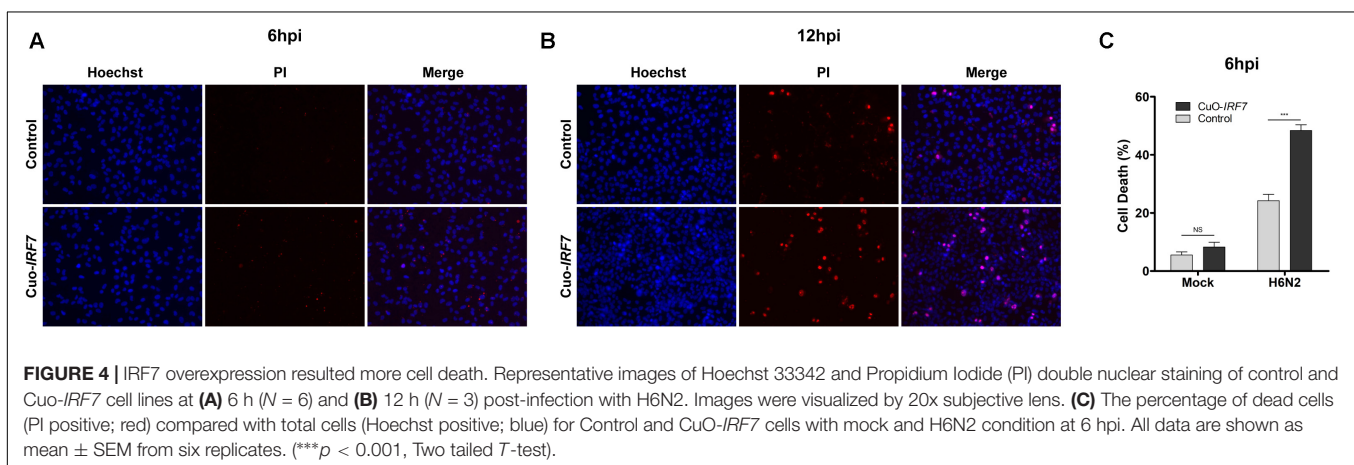 A
6hpi
Hoechst
PI
Merge
Control
Cuo-IRF7
B
12hpi
Hoechst
PI
Merge
Control
Cuo-IRF7
C
6hpi
CuO-IRF7
Control
Cell Death (%)
60
40
20
0
NS
***
Mock
H6N2
FIGURE 4 | IRF7 overexpression resulted more cell death. Representative images of Hoechst 33342 and Propidium Iodide (PI) double nuclear staining of control and
Cuo-IRF7 cell lines at (A) 6 h (N = 6) and (B) 12 h (N = 3) post-infection with H6N2. Images were visualized by 20x subjective lens. (C) The percentage of dead cells
(PI positive; red) compared with total cells (Hoechst positive; blue) for Control and CuO-IRF7 cells with mock and H6N2 condition at 6 hpi. All data are shown as
mean ± SEM from six replicates. (***p < 0.001, Two tailed T-test).